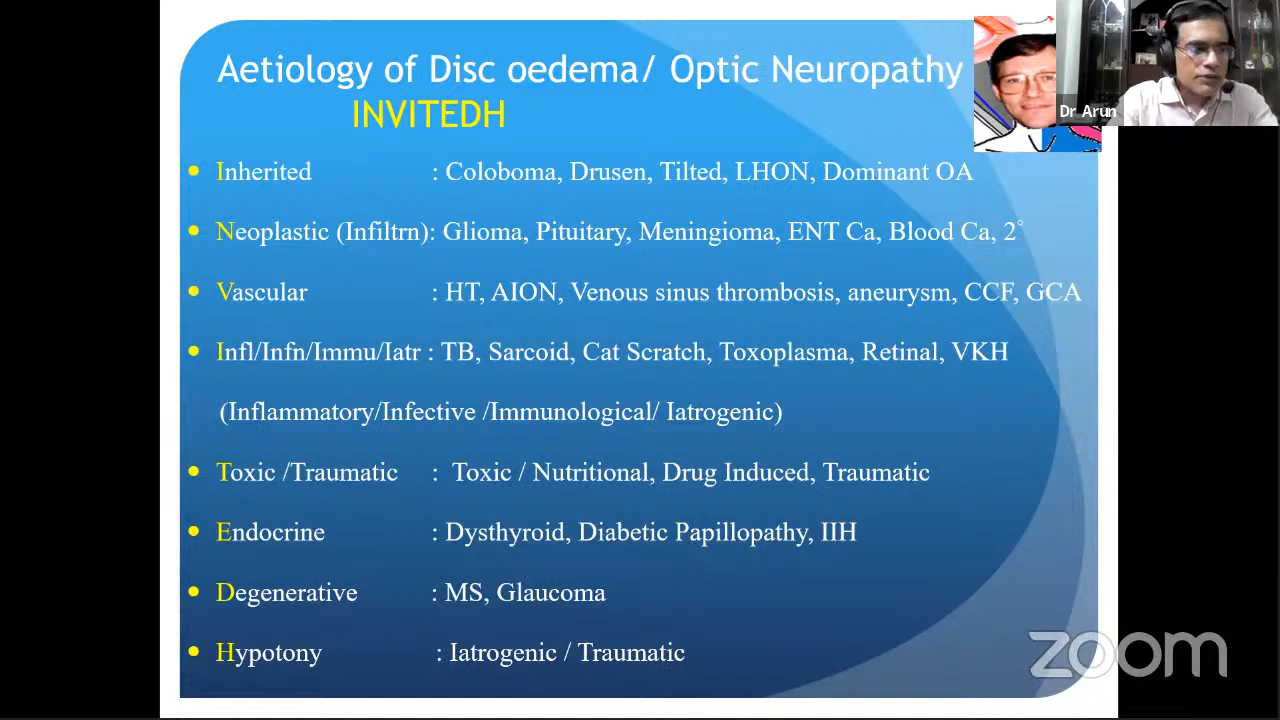 Aetiology of Disc oedema/ Optic Neuropathy
INVITEDH
Dr Arun
• Inherited : Coloboma, Drusen, Tilted, LHON, Dominant OA
• Neoplastic (Infiltrn): Glioma, Pituitary, Meningioma, ENT Ca, Blood Ca, 2°
• Vascular : HT, AION, Venous sinus thrombosis, aneurysm, CCF, GCA
• Infl/Infn/Immu/Iatr : TB, Sarcoid, Cat Scratch, Toxoplasma, Retinal, VKH
(Inflammatory/Infective /Immunological/ Iatrogenic)
• Toxic /Traumatic : Toxic / Nutritional, Drug Induced, Traumatic
• Endocrine : Dysthyroid, Diabetic Papillopathy, IIH
• Degenerative : MS, Glaucoma
• Hypotony : Iatrogenic / Traumatic
zoom